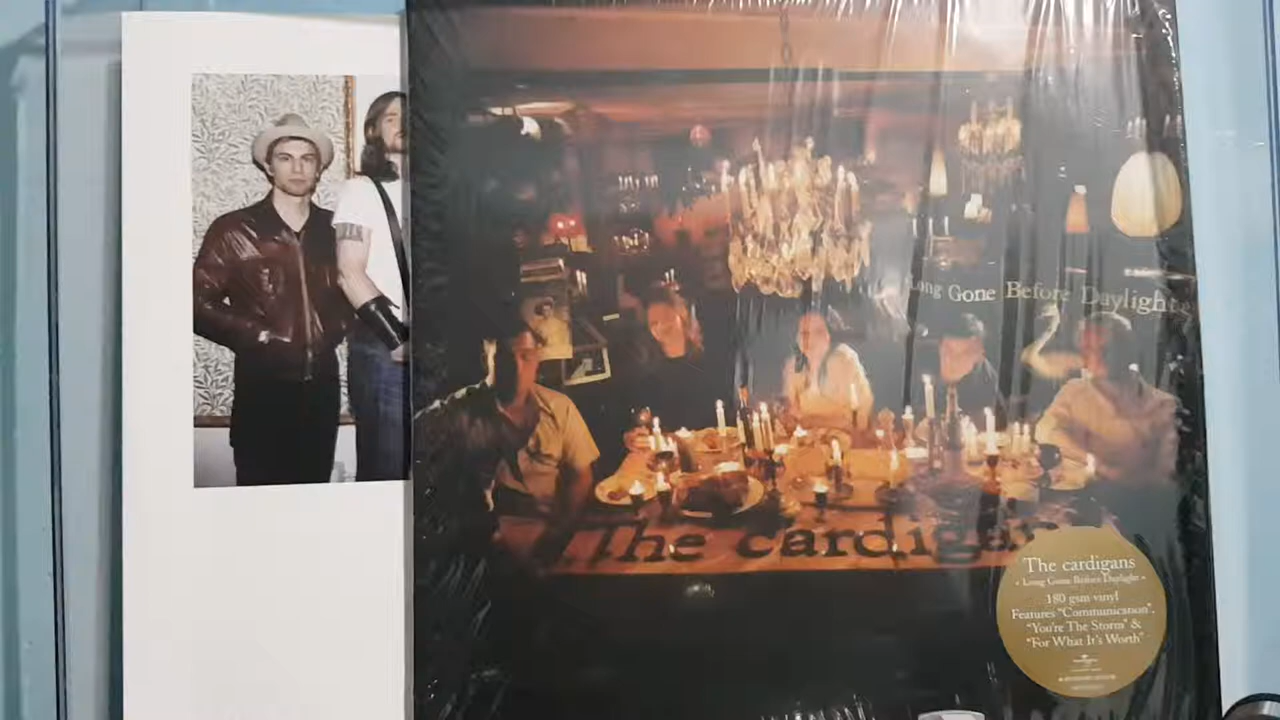 Long Gone Before Daylight
The cardigans
The cardigans
• Long Gone Before Daylight •
180 gsm vinyl
Features "Communication",
"You're The Storm" &
"For What It's Worth"